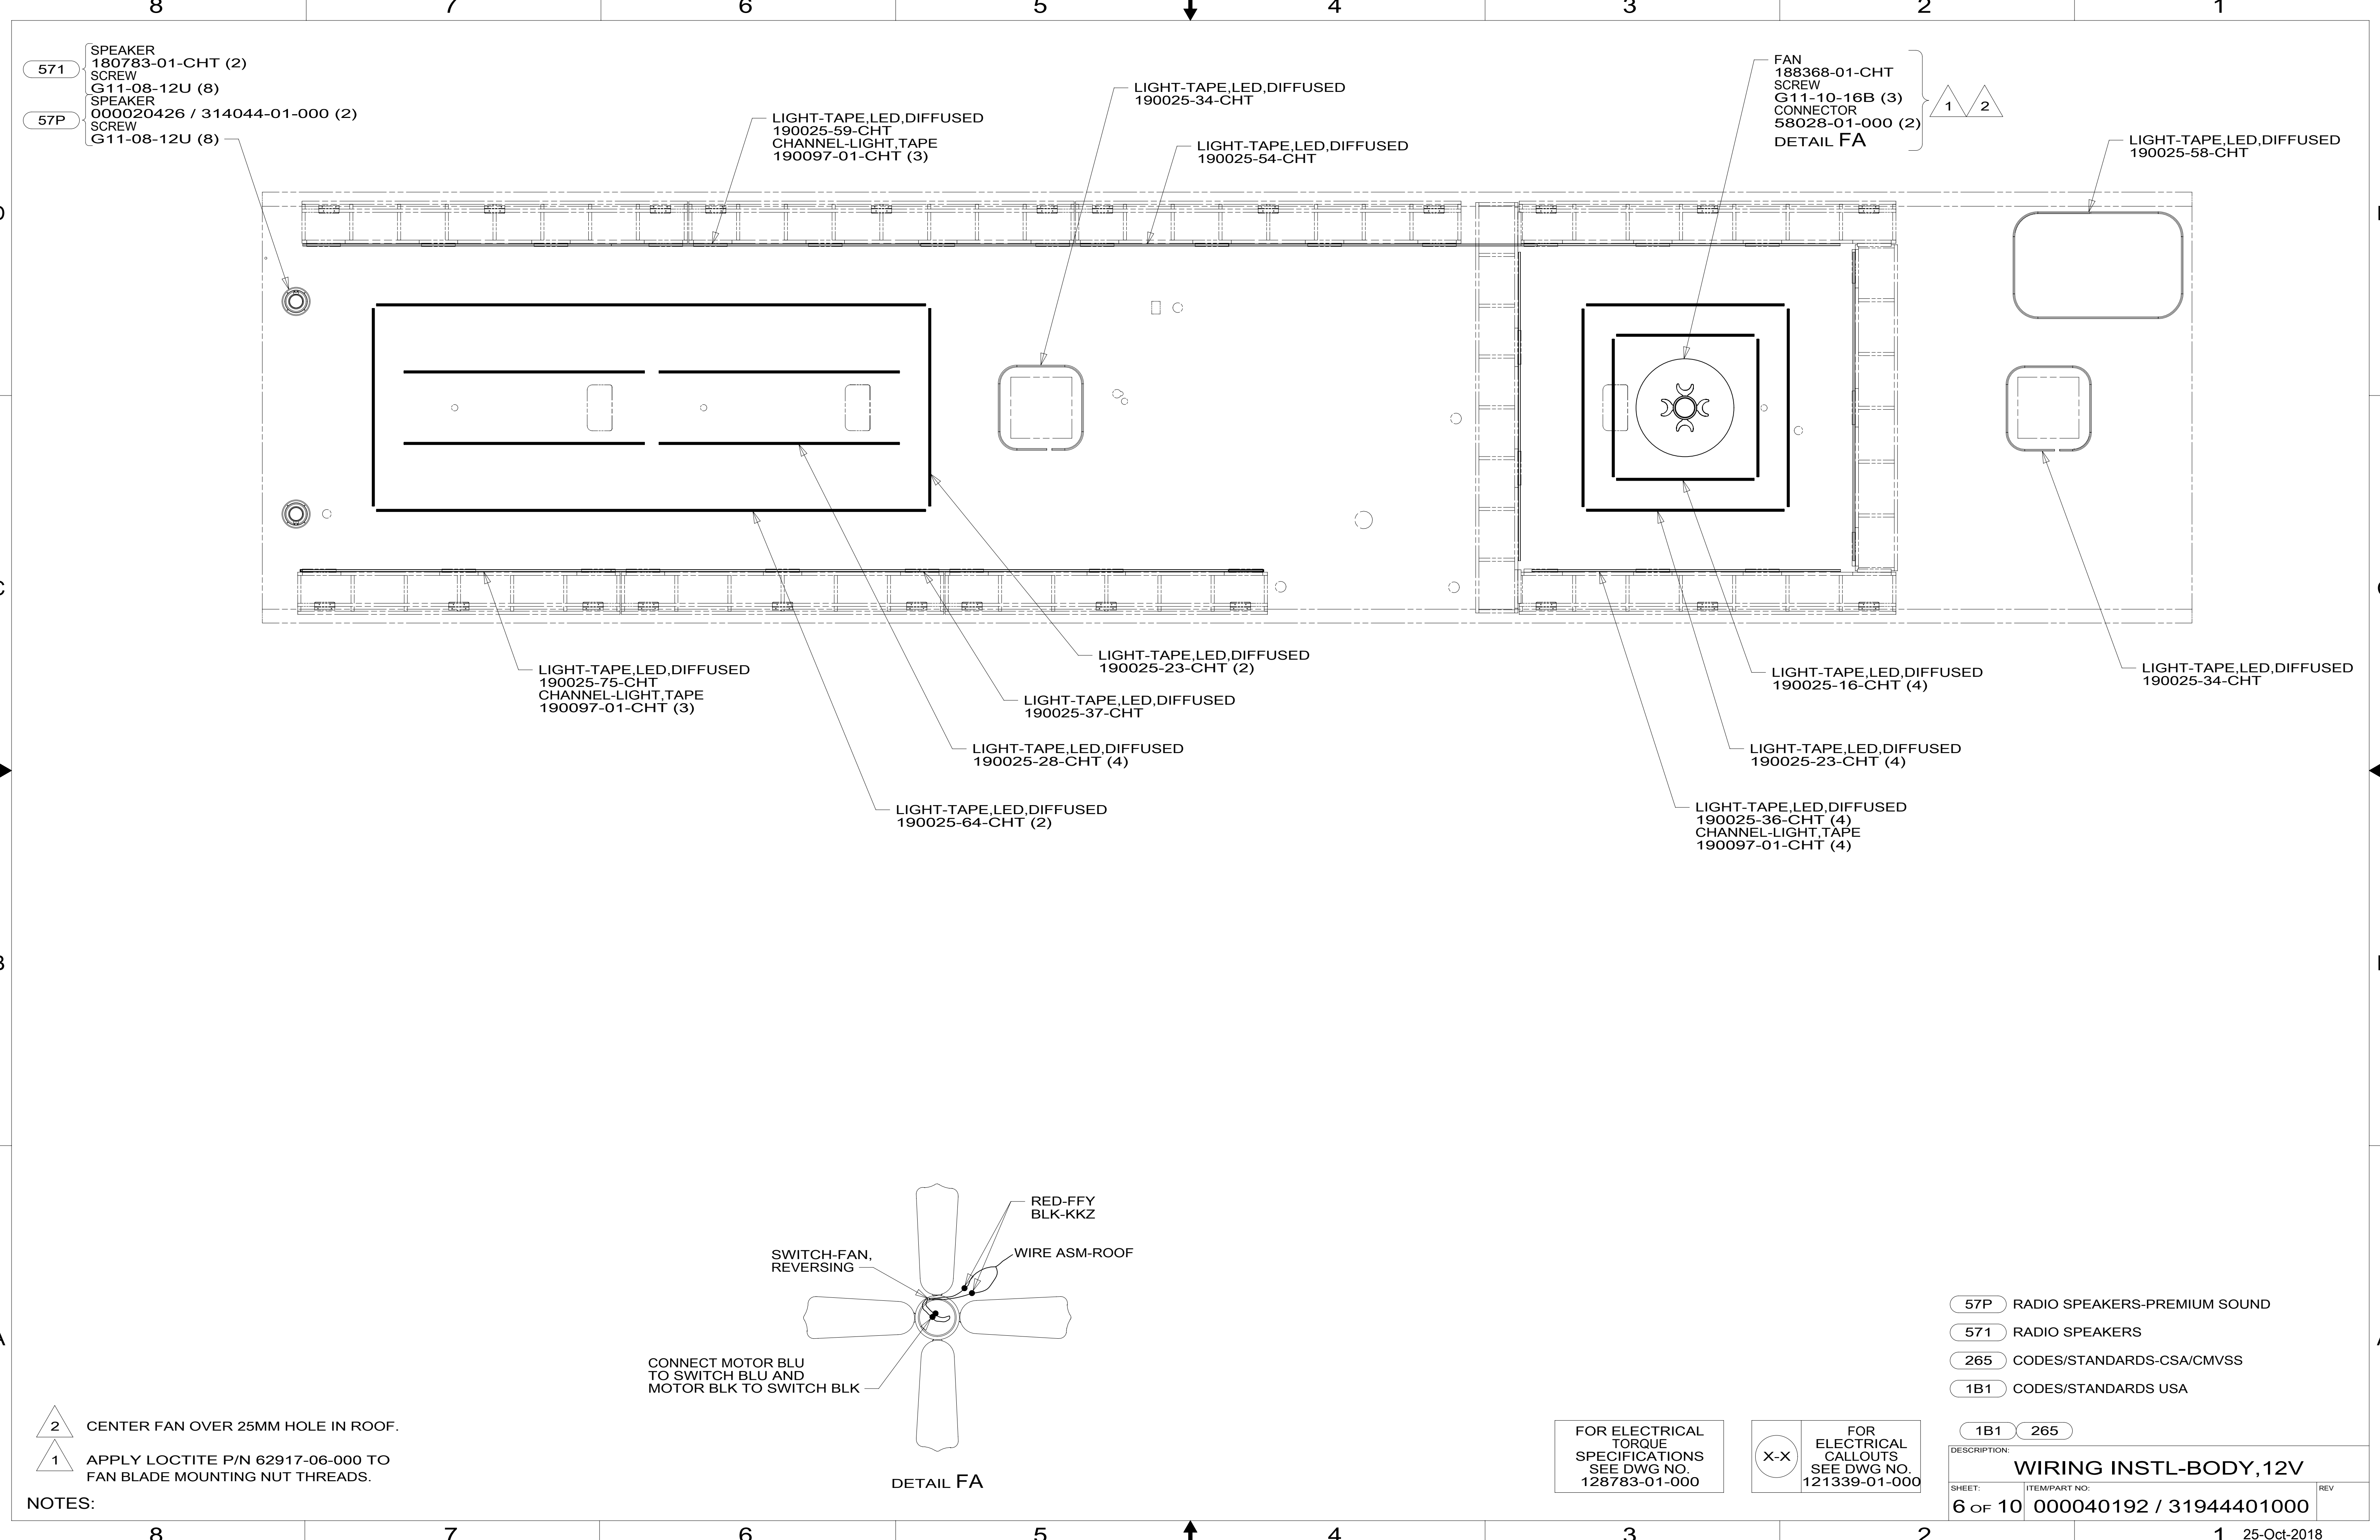 8 7 6 5 4 3 2 1
571
SPEAKER
180783-01-CHT (2)
SCREW
G11-08-12U (8)
57P
SPEAKER
000020426 / 314044-01-000 (2)
SCREW
G11-08-12U (8)
LIGHT-TAPE,LED,DIFFUSED
190025-59-CHT
CHANNEL-LIGHT,TAPE
190097-01-CHT (3)
LIGHT-TAPE,LED,DIFFUSED
190025-34-CHT
LIGHT-TAPE,LED,DIFFUSED
190025-54-CHT
FAN
188368-01-CHT
SCREW
G11-10-16B (3)
CONNECTOR
58028-01-000 (2)
DETAIL FA
1 2
LIGHT-TAPE,LED,DIFFUSED
190025-58-CHT
LIGHT-TAPE,LED,DIFFUSED
190025-75-CHT
CHANNEL-LIGHT,TAPE
190097-01-CHT (3)
LIGHT-TAPE,LED,DIFFUSED
190025-23-CHT (2)
LIGHT-TAPE,LED,DIFFUSED
190025-37-CHT
LIGHT-TAPE,LED,DIFFUSED
190025-28-CHT (4)
LIGHT-TAPE,LED,DIFFUSED
190025-64-CHT (2)
LIGHT-TAPE,LED,DIFFUSED
190025-16-CHT (4)
LIGHT-TAPE,LED,DIFFUSED
190025-34-CHT
LIGHT-TAPE,LED,DIFFUSED
190025-23-CHT (4)
LIGHT-TAPE,LED,DIFFUSED
190025-36-CHT (4)
CHANNEL-LIGHT,TAPE
190097-01-CHT (4)
RED-FFY
BLK-KKZ
WIRE ASM-ROOF
SWITCH-FAN,
REVERSING
CONNECT MOTOR BLU
TO SWITCH BLU AND
MOTOR BLK TO SWITCH BLK
DETAIL FA
2 CENTER FAN OVER 25MM HOLE IN ROOF.
1 APPLY LOCTITE P/N 62917-06-000 TO
FAN BLADE MOUNTING NUT THREADS.
NOTES:
FOR ELECTRICAL
TORQUE
SPECIFICATIONS
SEE DWG NO.
128783-01-000
X-X
FOR
ELECTRICAL
CALLOUTS
SEE DWG NO.
121339-01-000
57P RADIO SPEAKERS-PREMIUM SOUND
571 RADIO SPEAKERS
265 CODES/STANDARDS-CSA/CMVSS
1B1 CODES/STANDARDS USA
1B1 265
DESCRIPTION:
WIRING INSTL-BODY,12V
SHEET: ITEM/PART NO: REV
6 OF 10 000040192 / 31944401000
8 7 6 5 4 3 2 1
25-Oct-2018